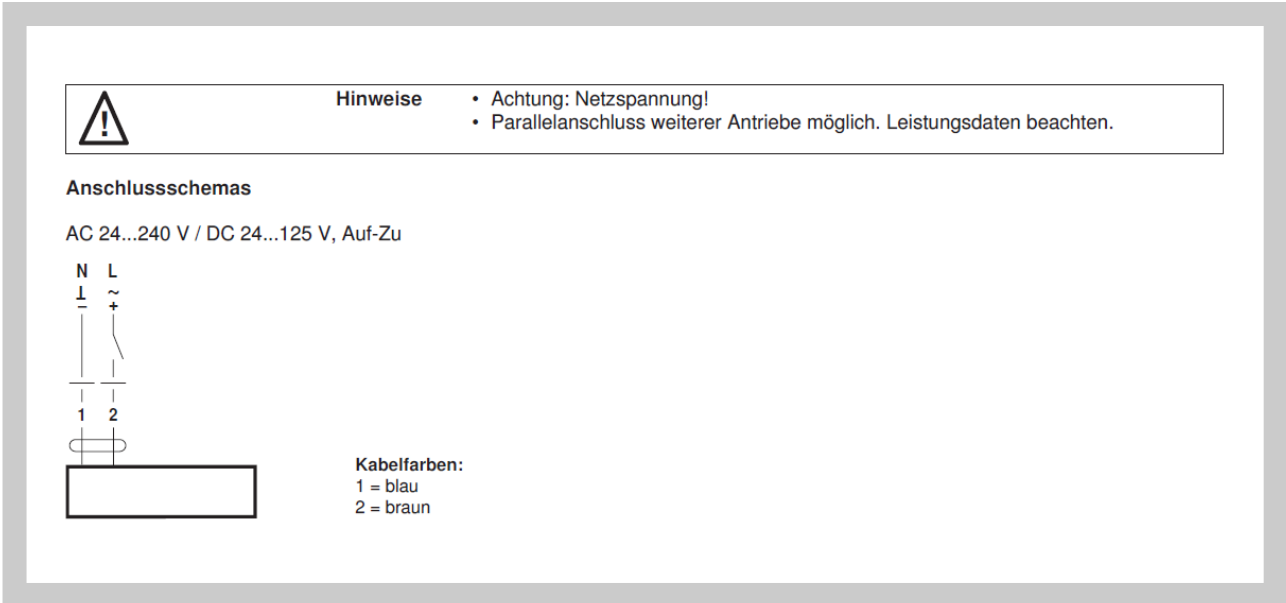 Hinweise
• Achtung: Netzspannung!
• Parallelanschluss weiterer Antriebe möglich. Leistungsdaten beachten.
Anschlussschemas
AC 24...240 V / DC 24...125 V, Auf-Zu
N L
⊥ ~
– +
1 2
Kabelfarben:
1 = blau
2 = braun